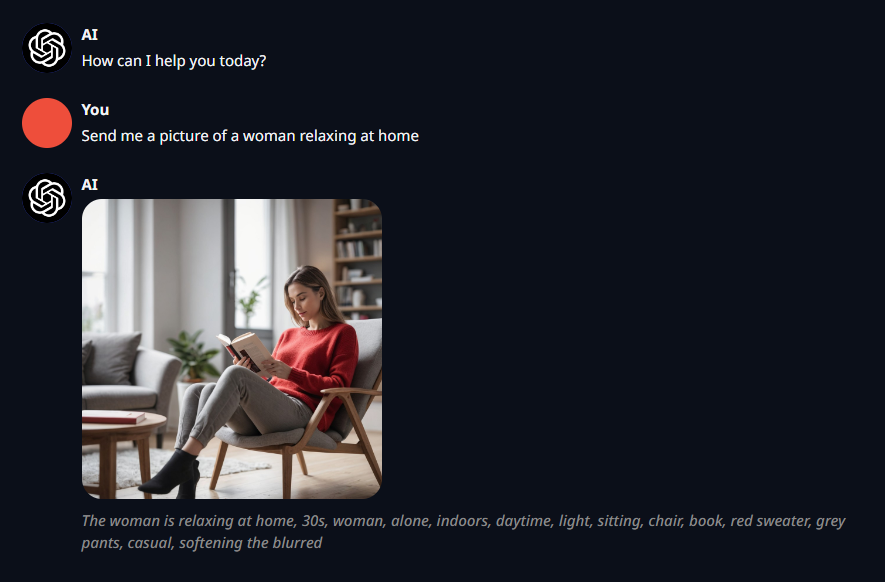 AI
How can I help you today?
You
Send me a picture of a woman relaxing at home
AI
The woman is relaxing at home, 30s, woman, alone, indoors, daytime, light, sitting, chair, book, red sweater, grey
pants, casual, softening the blurred